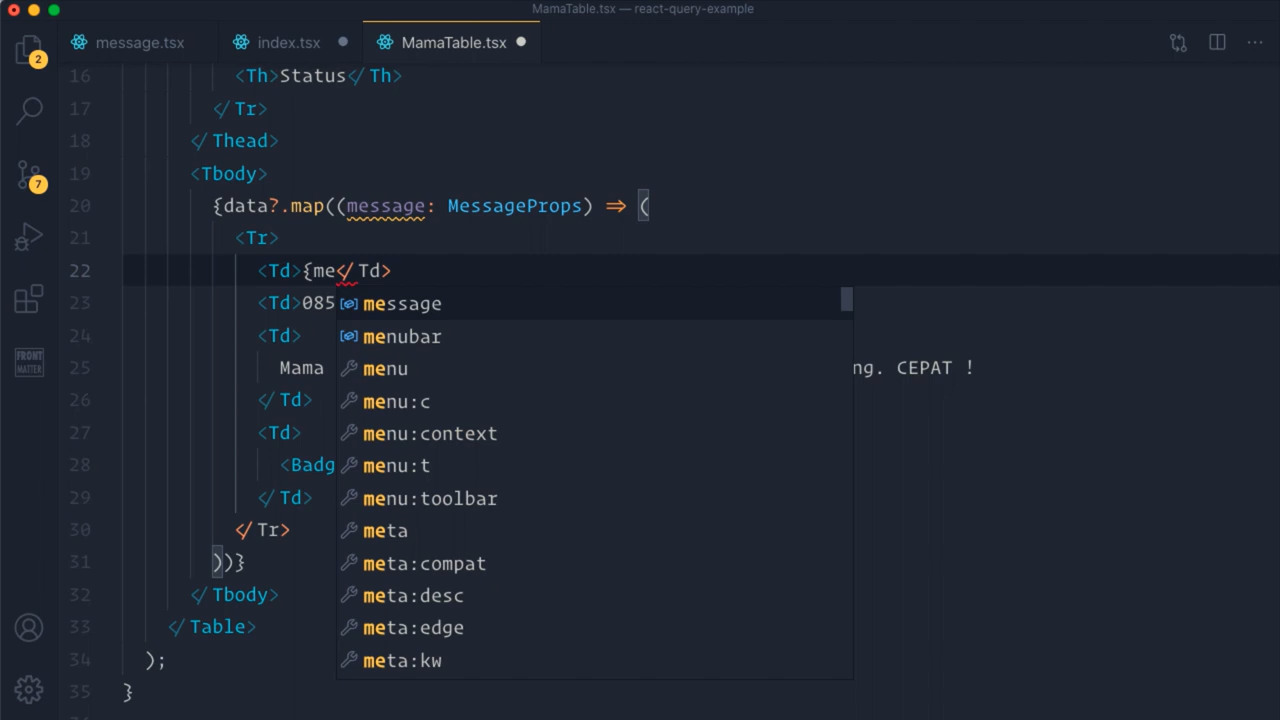 MamaTable.tsx — react-query-example
message.tsx index.tsx MamaTable.tsx
2
7
FRONT
MATTER
16 <Th>Status</Th>
17 </Tr>
18 </Thead>
19 <Tbody>
20 {data?.map((message: MessageProps) => (
21 <Tr>
22 <Td>{me</Td>
23 <Td>085
24 <Td>
25 Mama ng. CEPAT !
26 </Td>
27 <Td>
28 <Badg
29 </Td>
30 </Tr>
31 ))}
32 </Tbody>
33 </Table>
34 );
35 }
message
menubar
menu
menu:c
menu:context
menu:t
menu:toolbar
meta
meta:compat
meta:desc
meta:edge
meta:kw